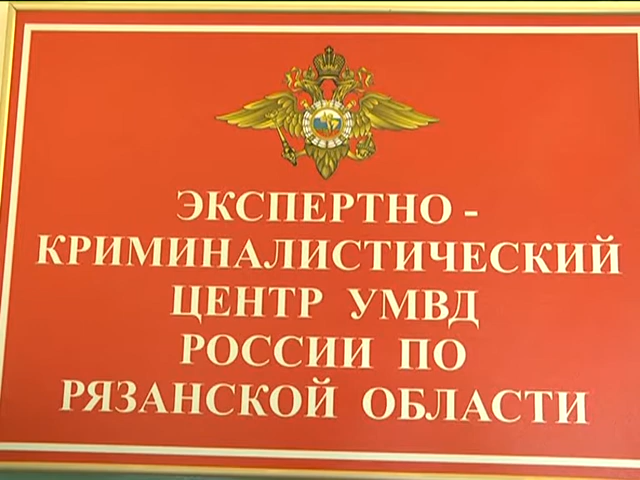 ЭКСПЕРТНО -
КРИМИНАЛИСТИЧЕСКИЙ
ЦЕНТР УМВД
РОССИИ ПО
РЯЗАНСКОЙ ОБЛАСТИ